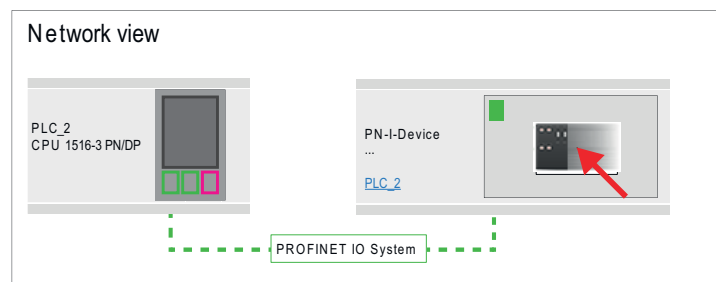 Network view
PLC_2
CPU 1516-3 PN/DP
PN-I-Device
...
PLC_2
PROFINET IO System